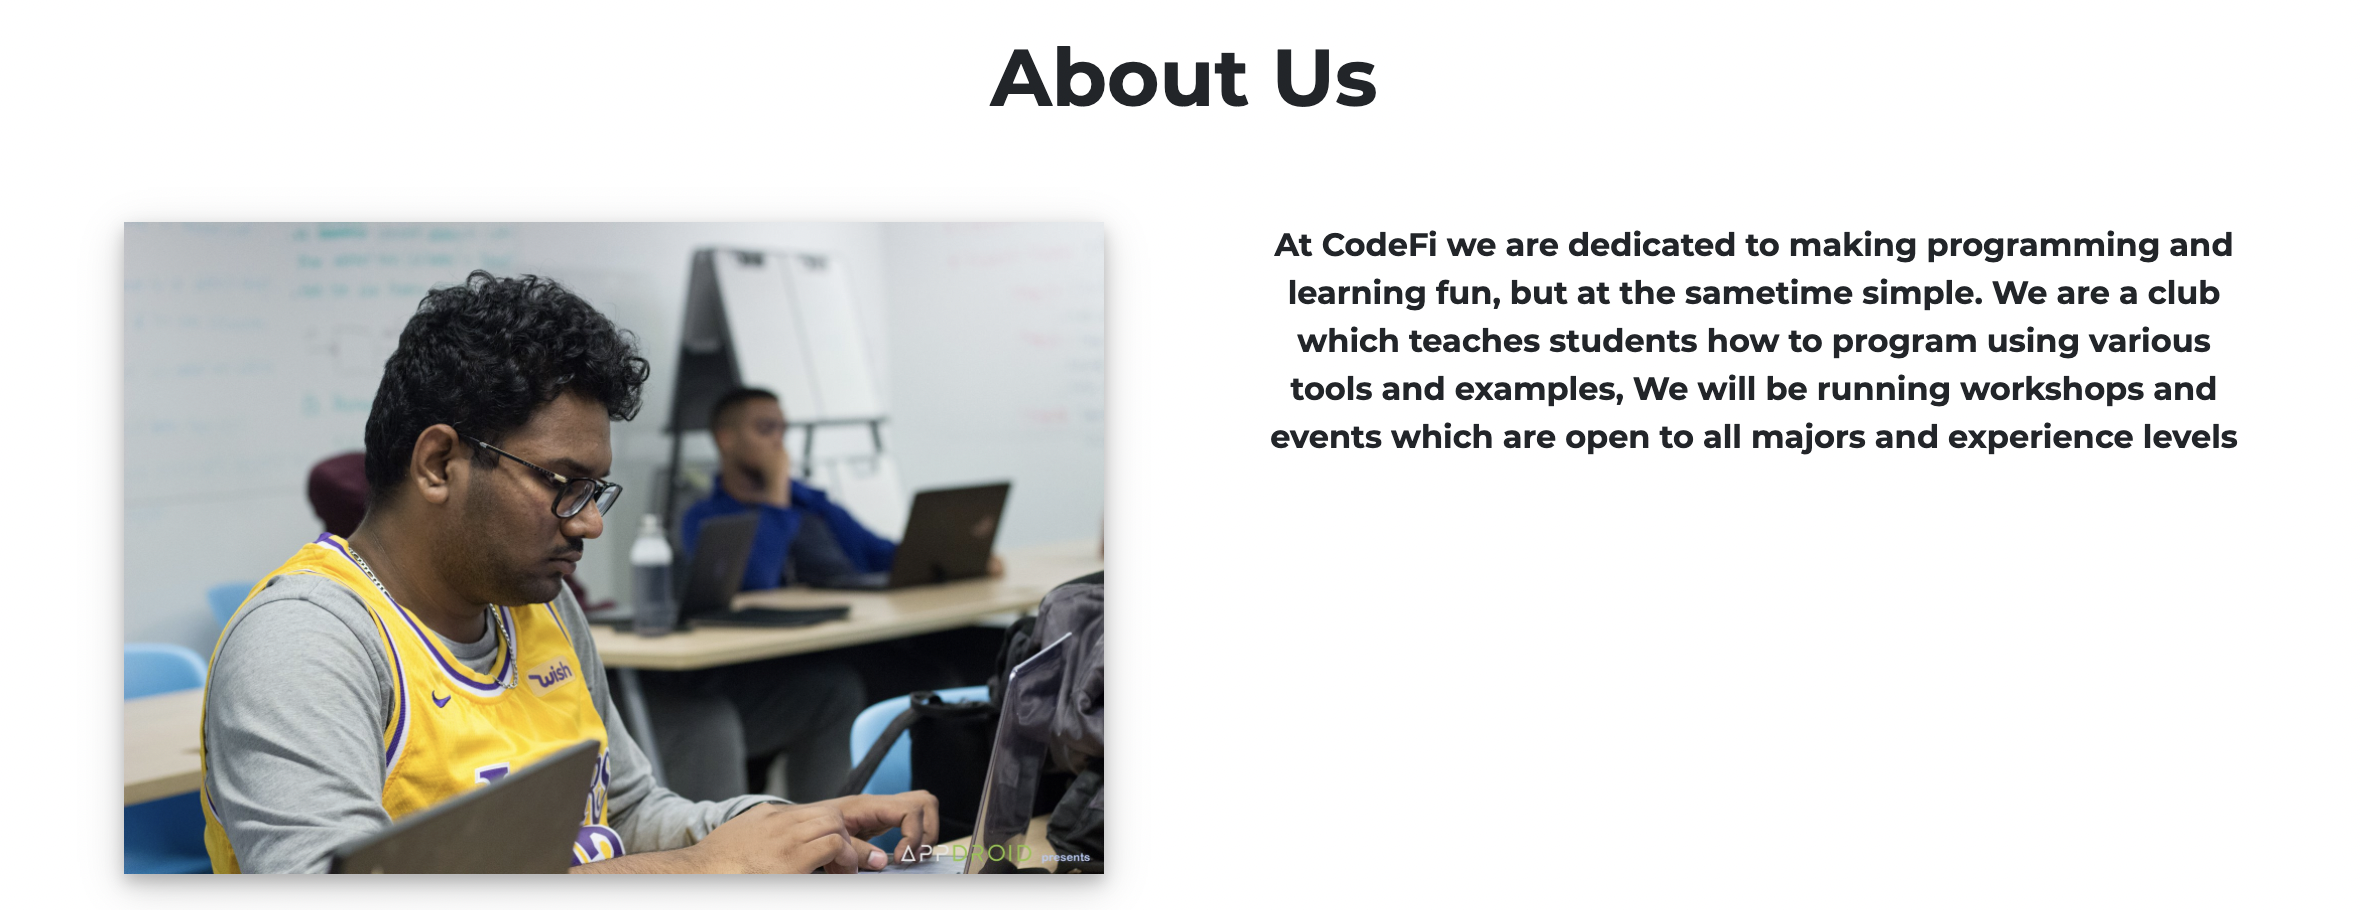 About Us
At CodeFi we are dedicated to making programming and
learning fun, but at the sametime simple. We are a club
which teaches students how to program using various
tools and examples, We will be running workshops and
events which are open to all majors and experience levels
wish
APPDROID presents